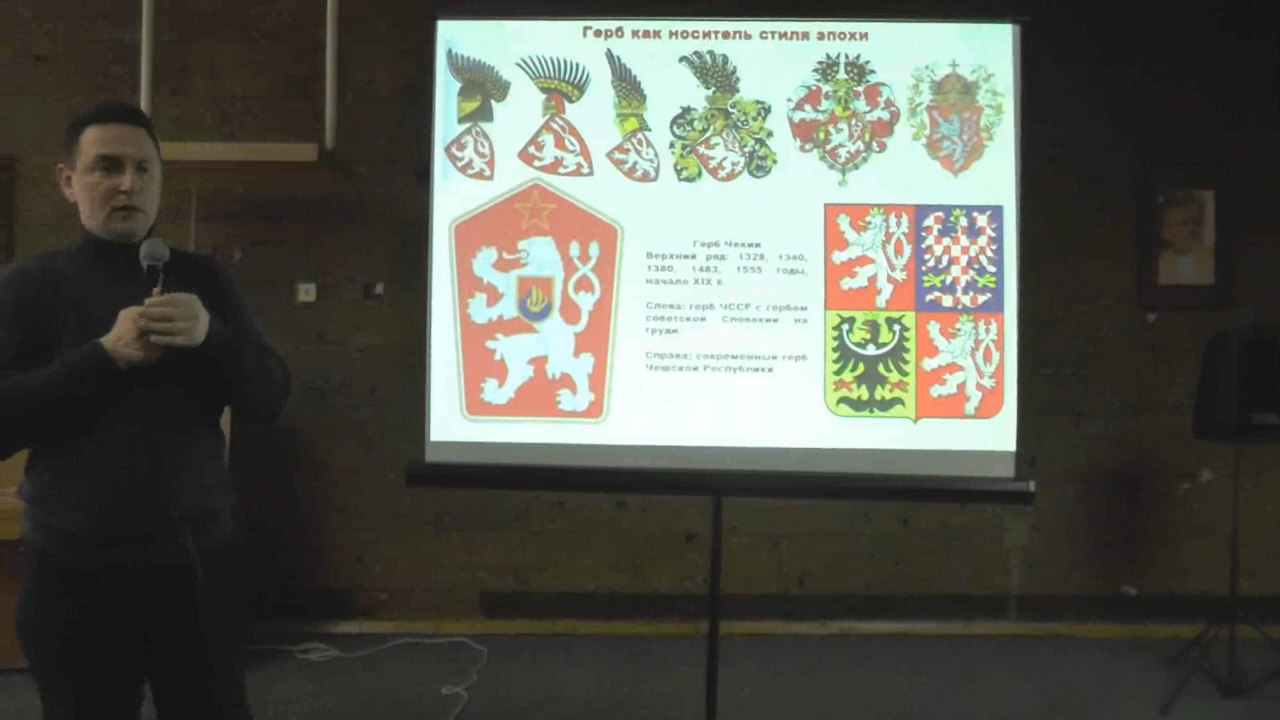 Герб как носитель стиля эпохи
Герб Чехии
Верхний ряд: 1328, 1340,
1380, 1483, 1555 годы,
начало XIX в.
Слева: герб ЧССР с гербом
советской Словакии на
груди
Справа: современный герб
Чешской Республики